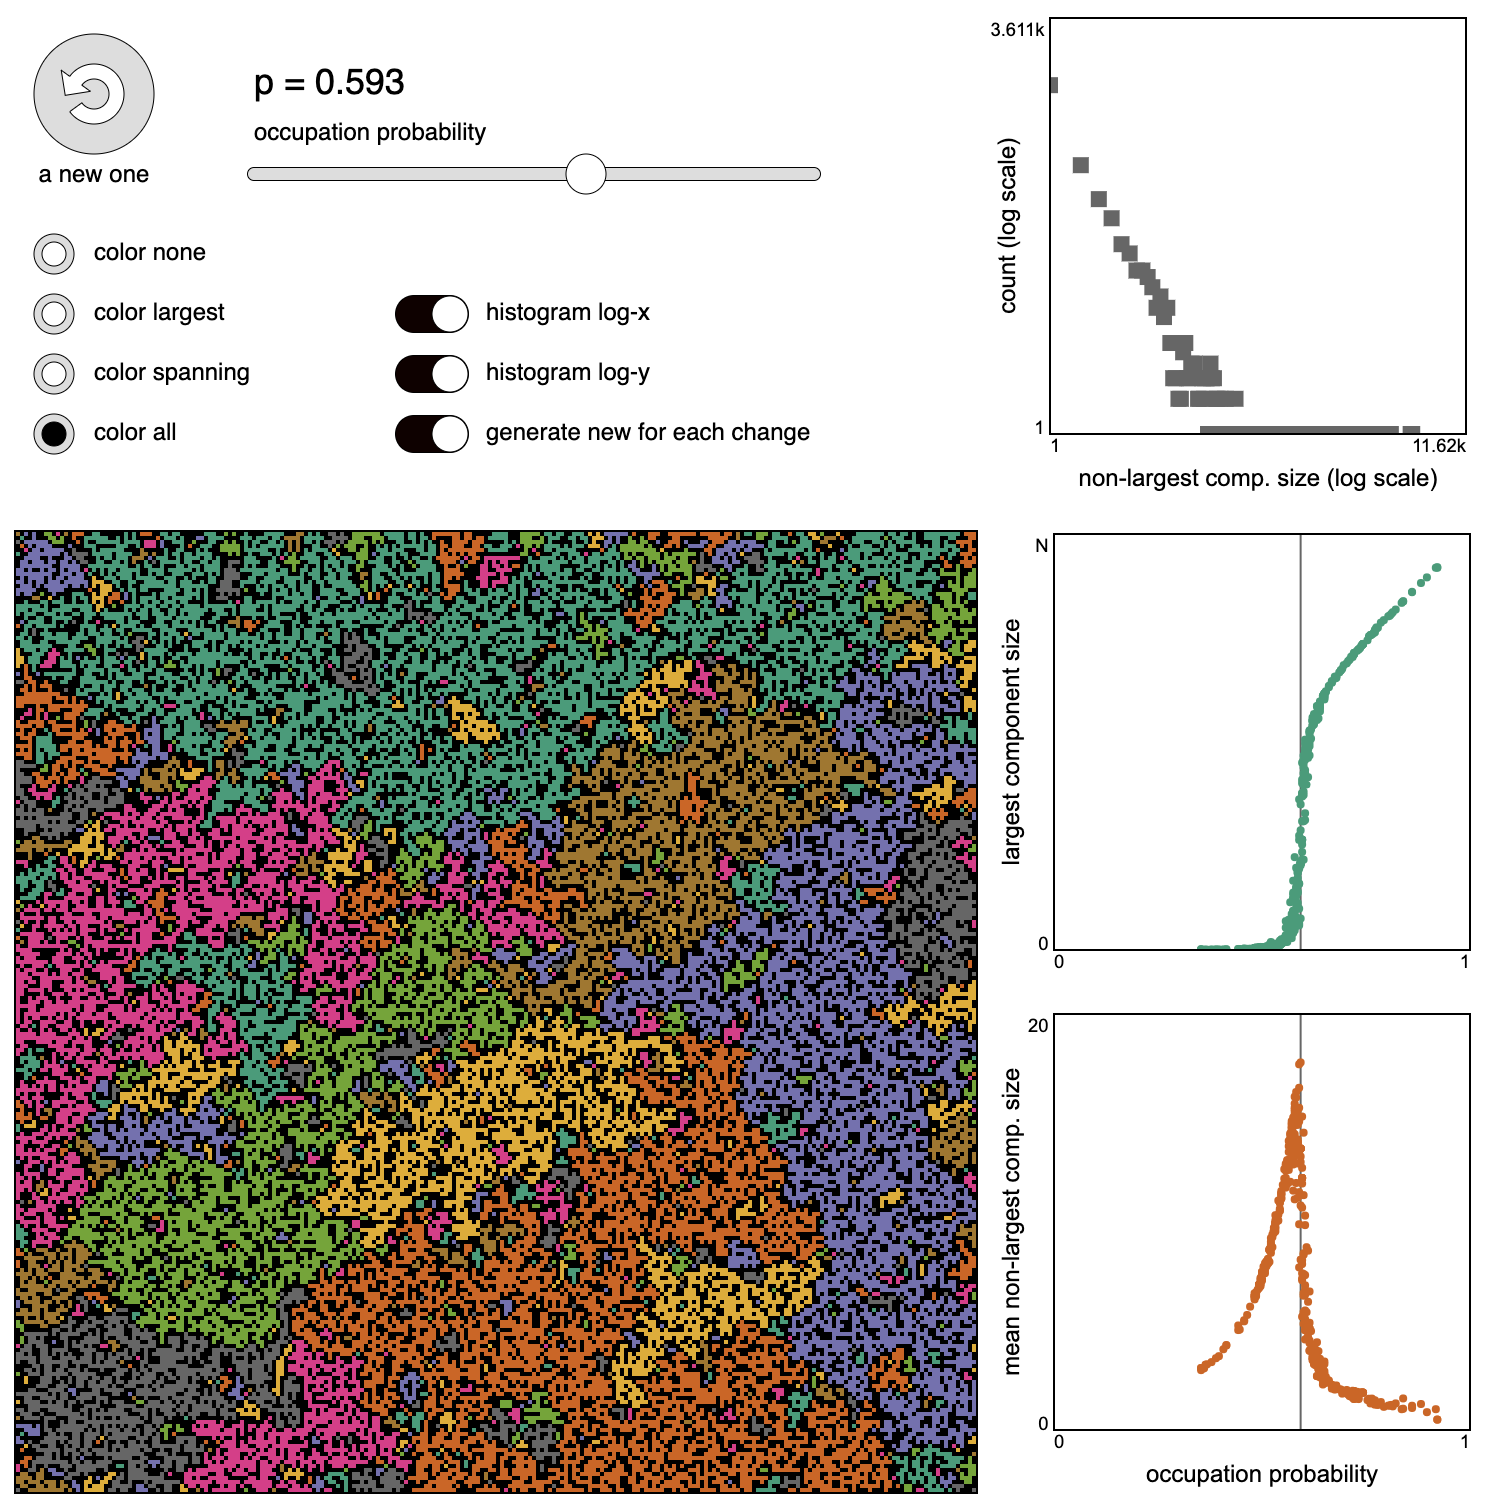 p = 0.593
occupation probability
a new one
color none
color largest
color spanning
color all
histogram log-x
histogram log-y
generate new for each change
3.611k
count (log scale)
1
1
11.62k
non-largest comp. size (log scale)
N
largest component size
0
0
1
20
mean non-largest comp. size
0
0
1
occupation probability